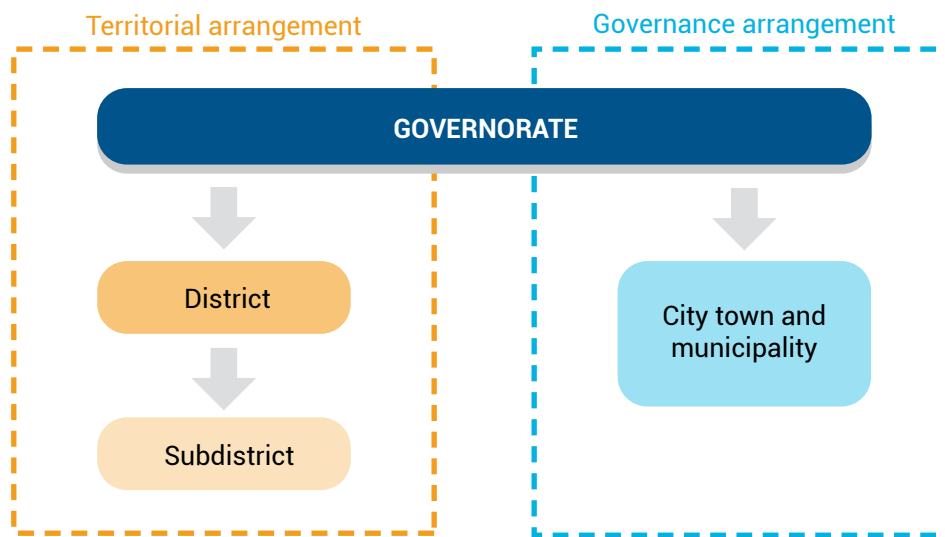 Territorial arrangement
Governance arrangement
GOVERNORATE
District
City town and
municipality
Subdistrict